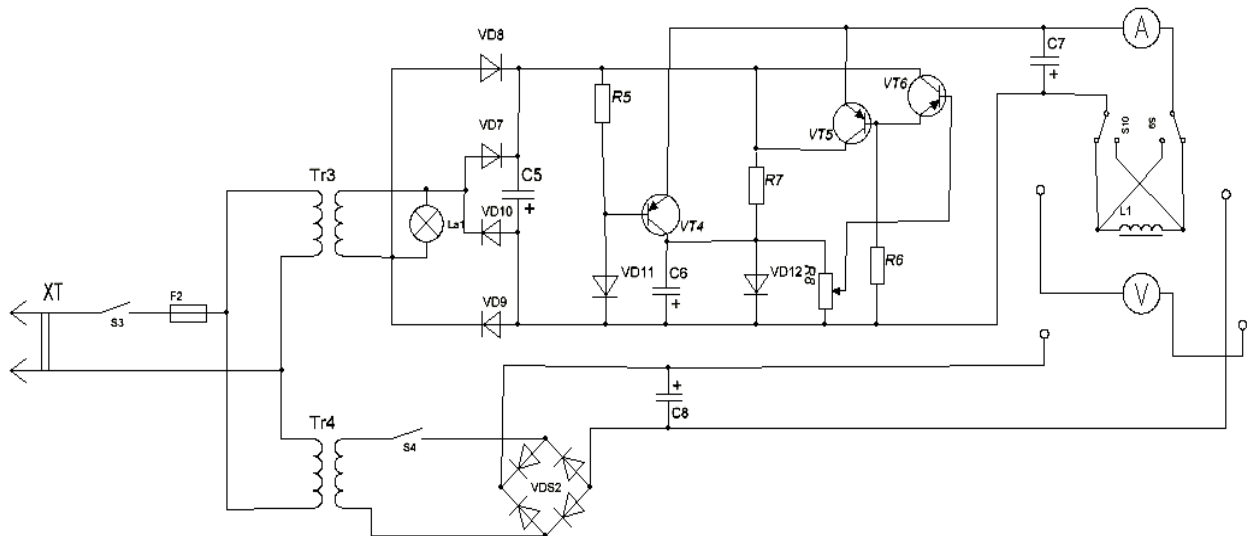 VD8
VD7
VD10
VD9
C5
+
R5
VT4
VD11
C6
+
R7
VD12
R8
VT5
VT6
R6
C7
+
A
S10
S9
L1
V
Tr3
La1
XT
S3
F2
Tr4
S4
VDS2
+
C8